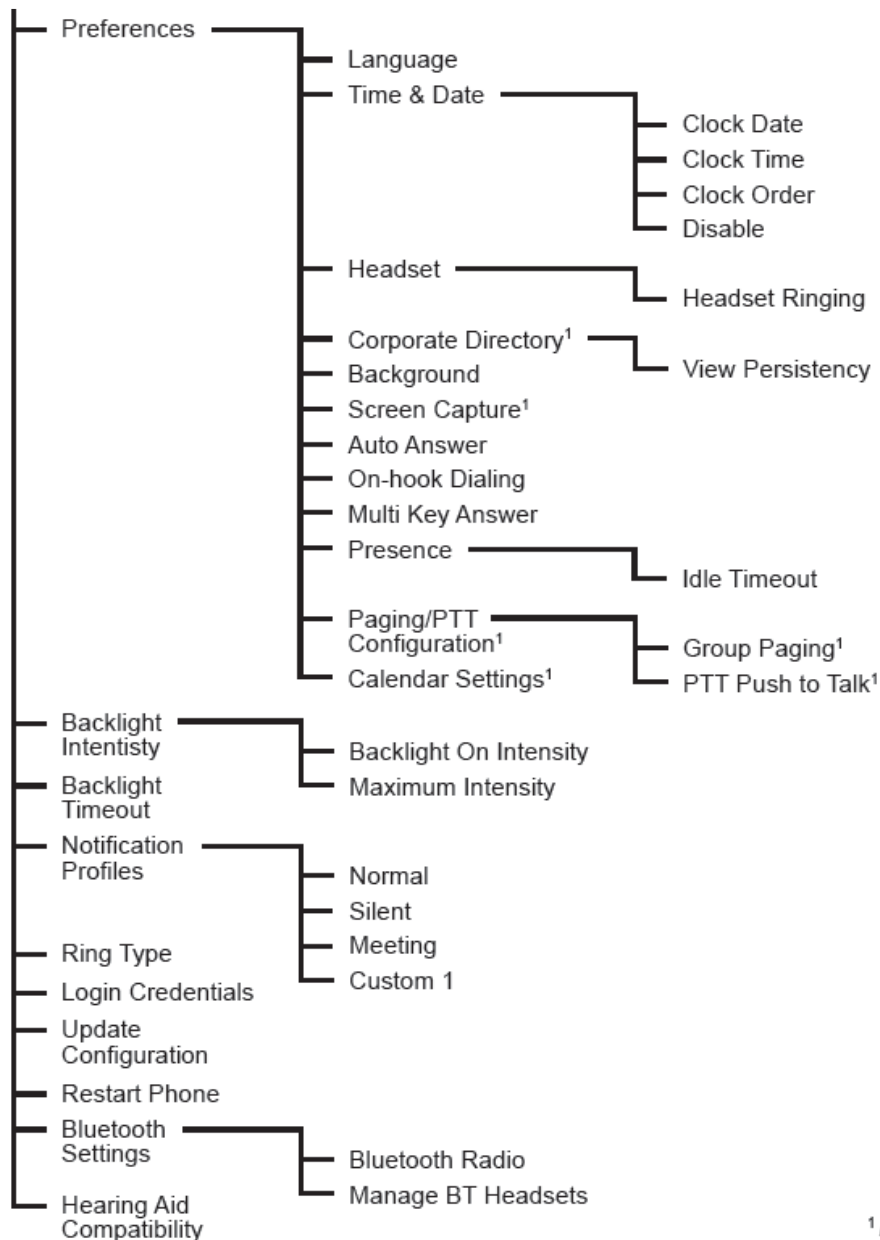 Preferences
Language
Time & Date
Clock Date
Clock Time
Clock Order
Disable
Headset
Headset Ringing
Corporate Directory¹
View Persistency
Background
Screen Capture¹
Auto Answer
On-hook Dialing
Multi Key Answer
Presence
Idle Timeout
Paging/PTT
Configuration¹
Group Paging¹
PTT Push to Talk¹
Calendar Settings¹
Backlight
Intentisty
Backlight On Intensity
Maximum Intensity
Backlight
Timeout
Notification
Profiles
Normal
Silent
Meeting
Custom 1
Ring Type
Login Credentials
Update
Configuration
Restart Phone
Bluetooth
Settings
Bluetooth Radio
Manage BT Headsets
Hearing Aid
Compatibility
¹